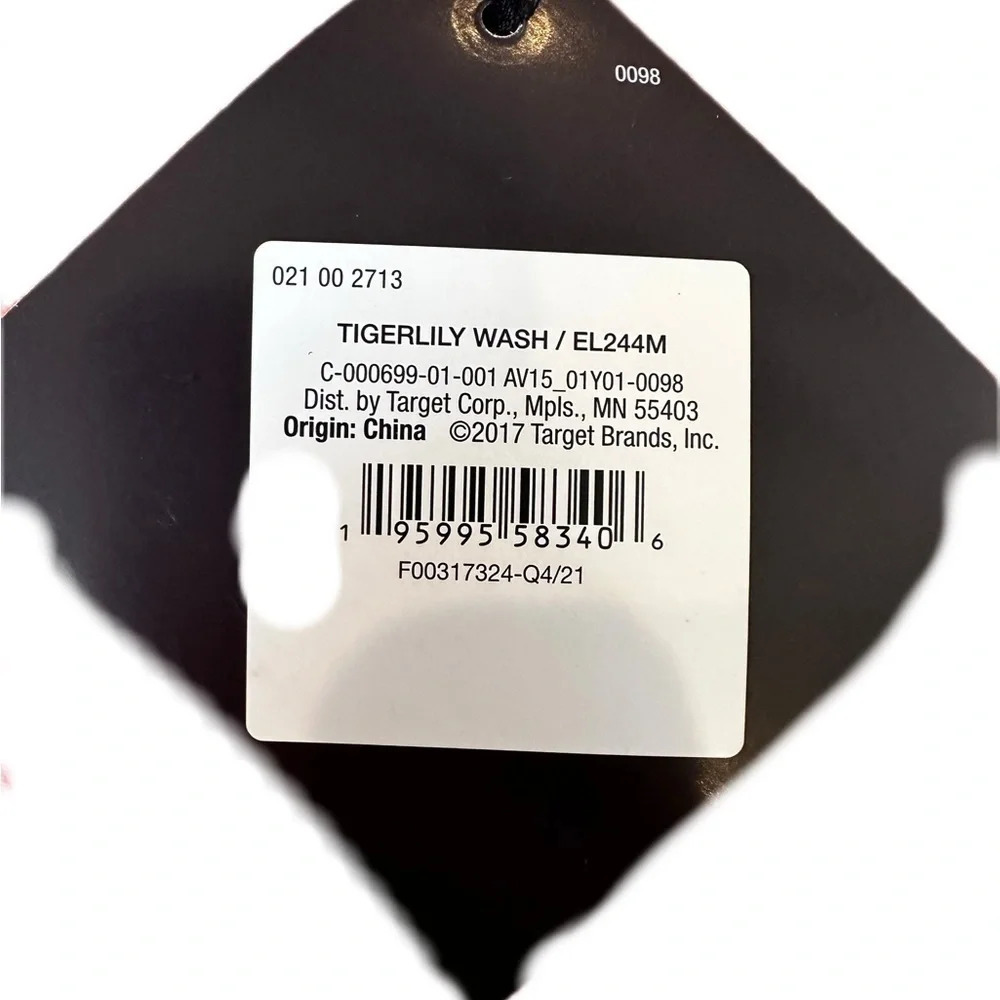 0098
021 00 2713
TIGERLILY WASH / EL244M
C-000699-01-001 AV15_01Y01-0098
Dist. by Target Corp., Mpls., MN 55403
Origin: China ©2017 Target Brands, Inc.
1 95995 58340 6
F00317324-Q4/21